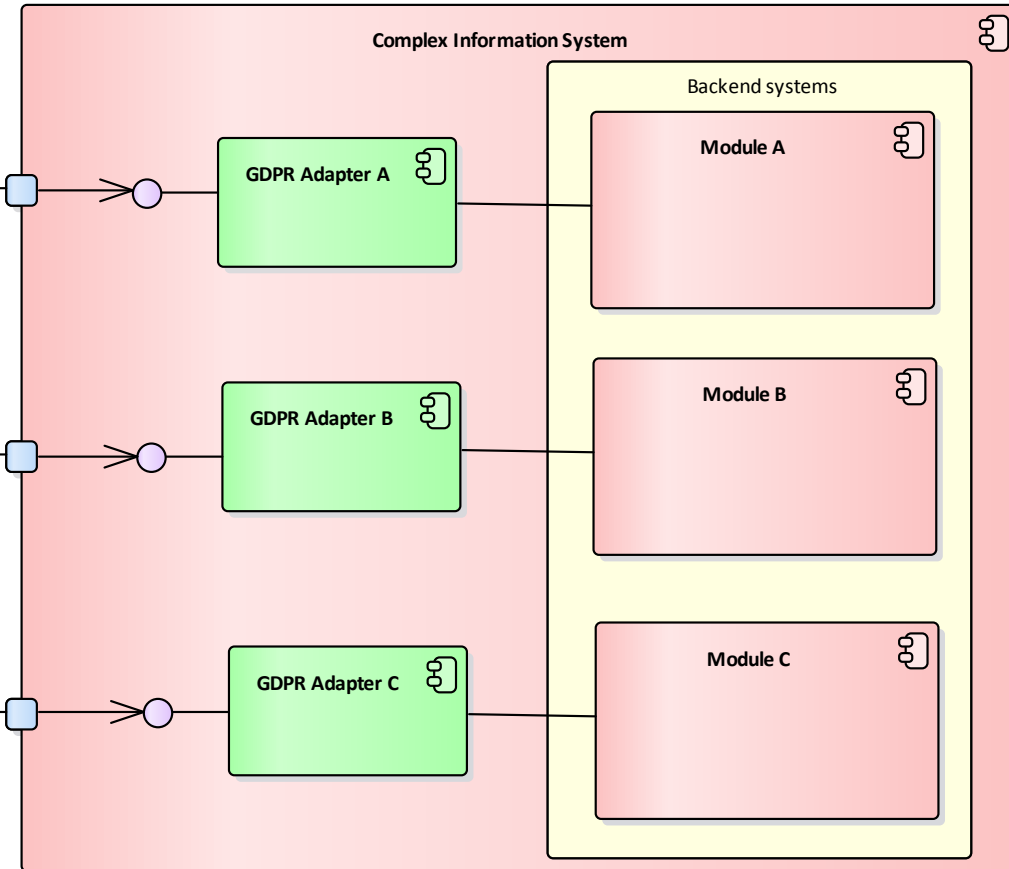 Complex Information System
Backend systems
GDPR Adapter A
Module A
GDPR Adapter B
Module B
GDPR Adapter C
Module C